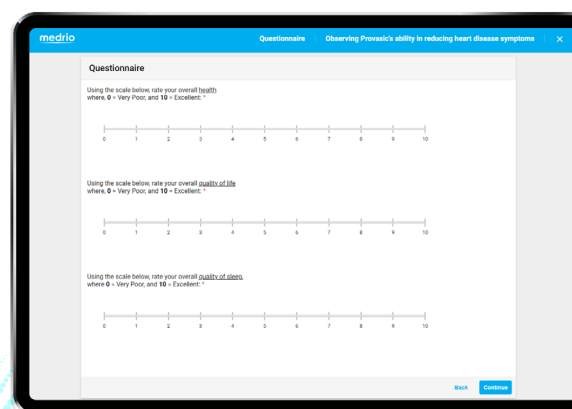 medrio
Questionnaire
Observing Provasic's ability in reducing heart disease symptoms
×
Questionnaire
Using the scale below, rate your overall health
where, 0 = Very Poor, and 10 = Excellent: *
0 1 2 3 4 5 6 7 8 9 10
Using the scale below, rate your overall quality of life
where, 0 = Very Poor, and 10 = Excellent: *
0 1 2 3 4 5 6 7 8 9 10
Using the scale below, rate your overall quality of sleep,
where 0 = Very Poor, and 10 = Excellent: *
0 1 2 3 4 5 6 7 8 9 10
Back
Continue